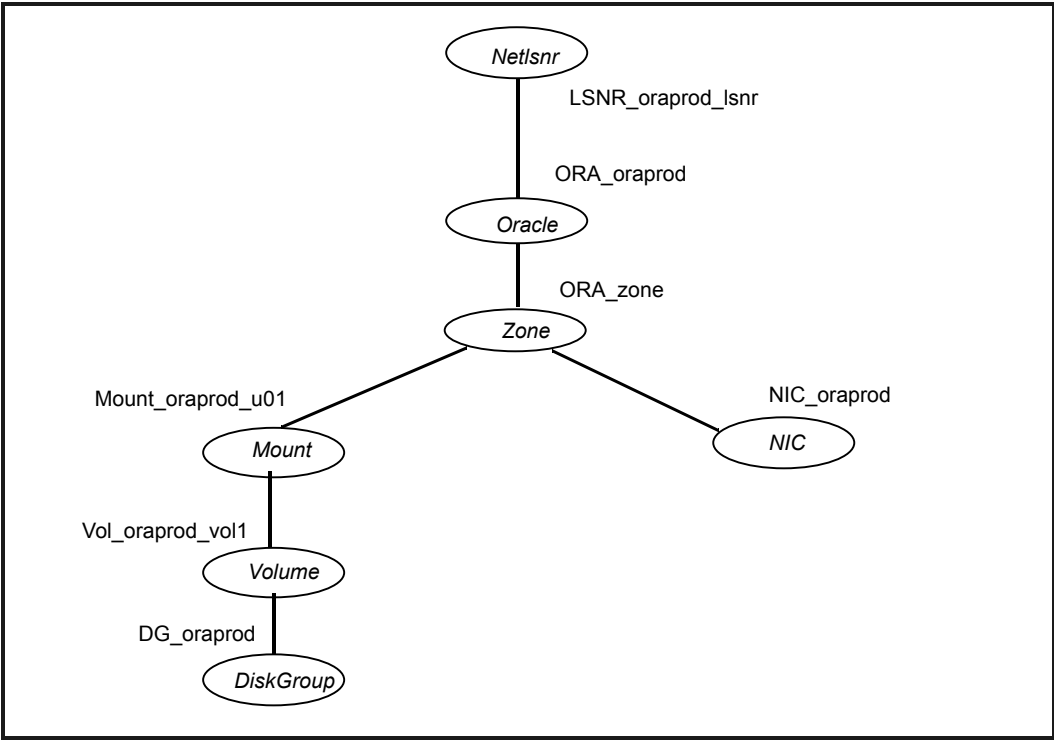 Netlsnr
LSNR_oraprod_lsnr
ORA_oraprod
Oracle
ORA_zone
Zone
Mount_oraprod_u01
NIC_oraprod
Mount
NIC
Vol_oraprod_vol1
Volume
DG_oraprod
DiskGroup